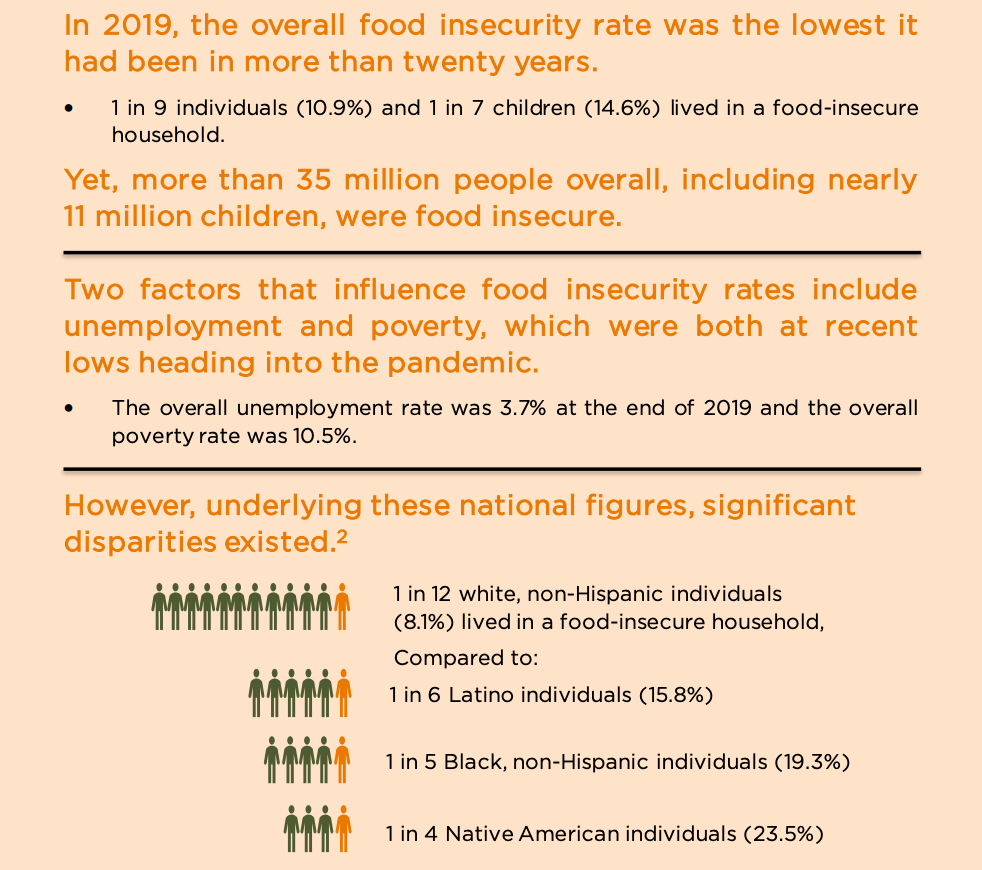 In 2019, the overall food insecurity rate was the lowest it
had been in more than twenty years.
• 1 in 9 individuals (10.9%) and 1 in 7 children (14.6%) lived in a food-insecure
household.
Yet, more than 35 million people overall, including nearly
11 million children, were food insecure.
Two factors that influence food insecurity rates include
unemployment and poverty, which were both at recent
lows heading into the pandemic.
• The overall unemployment rate was 3.7% at the end of 2019 and the overall
poverty rate was 10.5%.
However, underlying these national figures, significant
disparities existed.²
1 in 12 white, non-Hispanic individuals
(8.1%) lived in a food-insecure household,
Compared to:
1 in 6 Latino individuals (15.8%)
1 in 5 Black, non-Hispanic individuals (19.3%)
1 in 4 Native American individuals (23.5%)